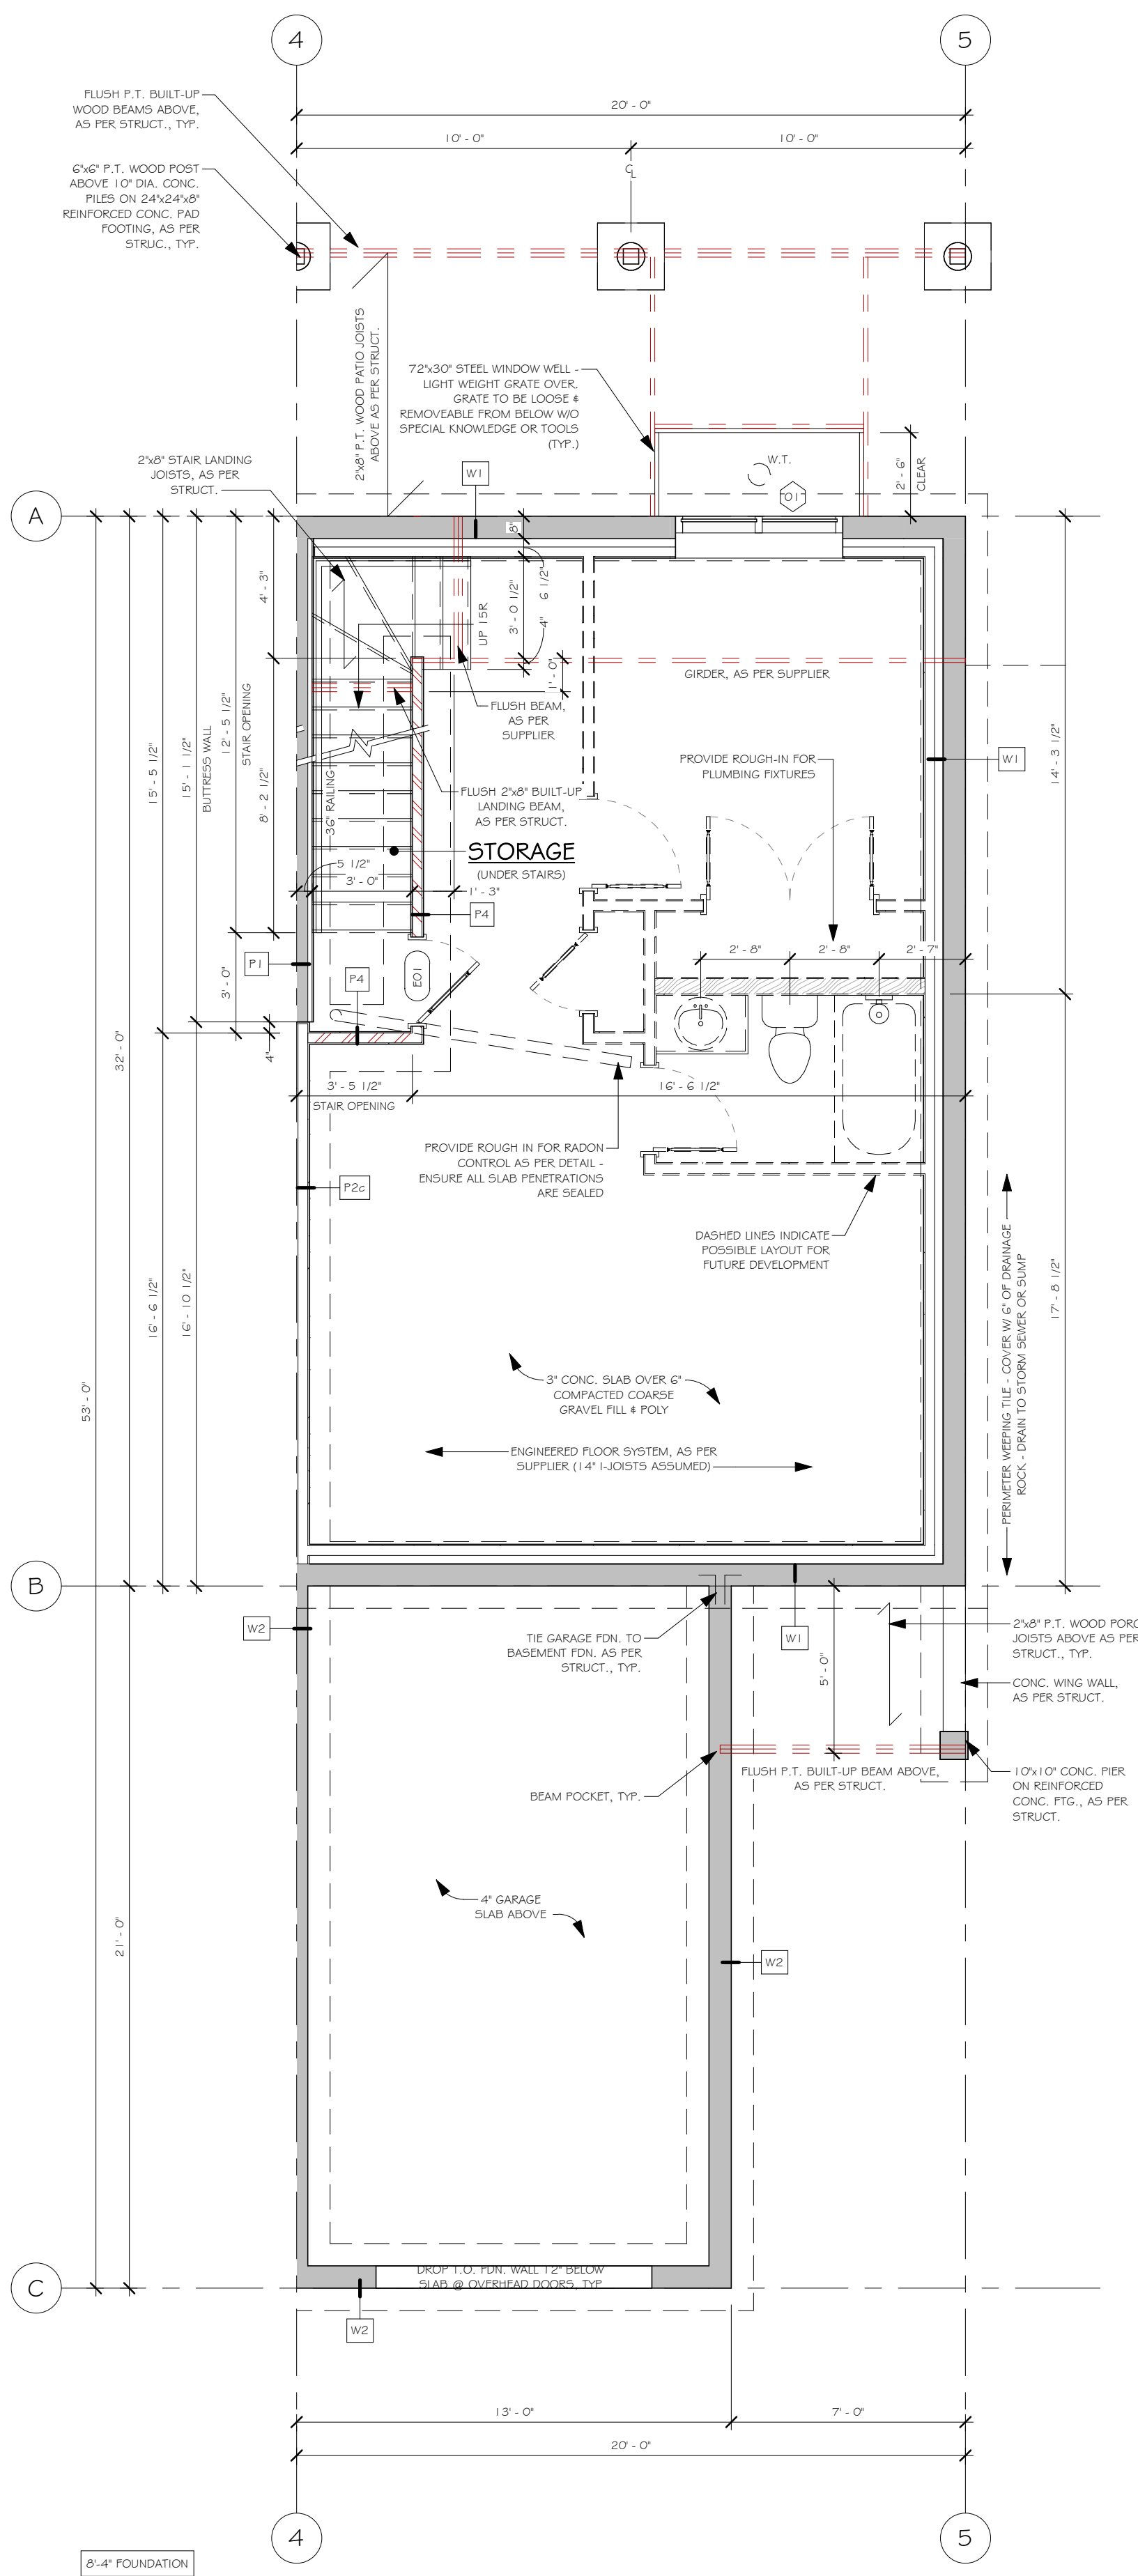 4
5
20' - 0"
10' - 0"
10' - 0"
CL
FLUSH P.T. BUILT-UP
WOOD BEAMS ABOVE,
AS PER STRUCT., TYP.
6"x6" P.T. WOOD POST
ABOVE 10" DIA. CONC.
PILES ON 24"x24"x8"
REINFORCED CONC. PAD
FOOTING, AS PER
STRUC., TYP.
2"x8" P.T. WOOD PATIO JOISTS
ABOVE AS PER STRUCT.
72"x30" STEEL WINDOW WELL -
LIGHT WEIGHT GRATE OVER.
GRATE TO BE LOOSE &
REMOVEABLE FROM BELOW W/O
SPECIAL KNOWLEDGE OR TOOLS
(TYP.)
W.T.
01
2' - 6"
CLEAR
2"x8" STAIR LANDING
JOISTS, AS PER
STRUCT.
W1
A
8"
6 1/2"
3' - 0 1/2"
4"
1' - 0"
UP 15R
4' - 3"
8' - 2 1/2"
12' - 5 1/2"
STAIR OPENING
3' - 0"
15' - 1 1/2"
BUTTRESS WALL
15' - 5 1/2"
4"
32' - 0"
53' - 0"
16' - 6 1/2"
16' - 10 1/2"
21' - 0"
GIRDER, AS PER SUPPLIER
FLUSH BEAM,
AS PER
SUPPLIER
PROVIDE ROUGH-IN FOR
PLUMBING FIXTURES
W1
14' - 3 1/2"
FLUSH 2"x8" BUILT-UP
LANDING BEAM,
AS PER STRUCT.
36" RAILING
STORAGE
(UNDER STAIRS)
5 1/2"
3' - 0"
1' - 3"
P4
P1
P4
E01
2' - 8"
2' - 8"
2' - 7"
3' - 5 1/2"
STAIR OPENING
16' - 6 1/2"
PROVIDE ROUGH IN FOR RADON
CONTROL AS PER DETAIL -
ENSURE ALL SLAB PENETRATIONS
ARE SEALED
P2c
DASHED LINES INDICATE
POSSIBLE LAYOUT FOR
FUTURE DEVELOPMENT
PERIMETER WEEPING TILE - COVER W/ 6" OF DRAINAGE
ROCK - DRAIN TO STORM SEWER OR SUMP
17' - 8 1/2"
3" CONC. SLAB OVER 6"
COMPACTED COARSE
GRAVEL FILL & POLY
ENGINEERED FLOOR SYSTEM, AS PER
SUPPLIER (14" I-JOISTS ASSUMED)
B
W2
TIE GARAGE FDN. TO
BASEMENT FDN. AS PER
STRUCT., TYP.
W1
5' - 0"
2"x8" P.T. WOOD PORC
JOISTS ABOVE AS PER
STRUCT., TYP.
CONC. WING WALL,
AS PER STRUCT.
FLUSH P.T. BUILT-UP BEAM ABOVE,
AS PER STRUCT.
BEAM POCKET, TYP.
10"x10" CONC. PIER
ON REINFORCED
CONC. FTG., AS PER
STRUCT.
4" GARAGE
SLAB ABOVE
W2
C
DROP T.O. FDN. WALL 12" BELOW
SLAB @ OVERHEAD DOORS, TYP
W2
13' - 0"
7' - 0"
20' - 0"
4
5
8'-4" FOUNDATION